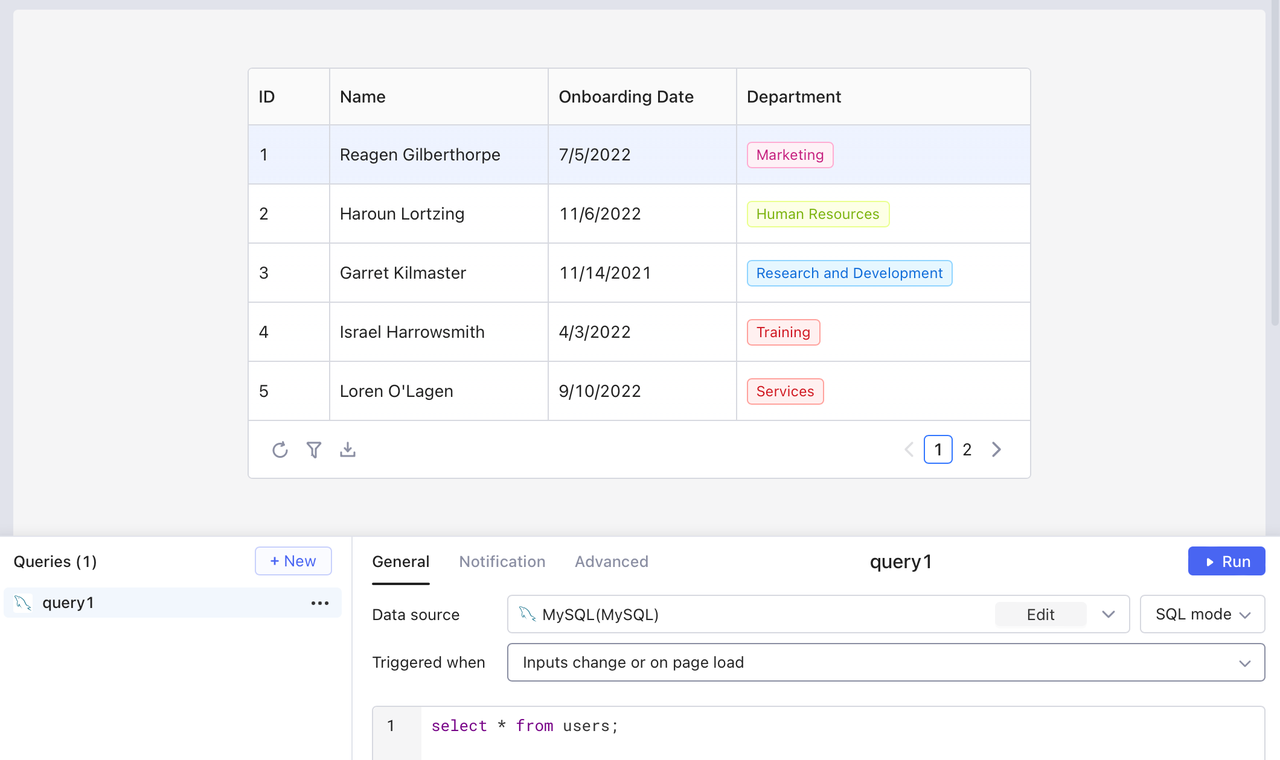 ID Name Onboarding Date Department
1 Reagen Gilberthorpe 7/5/2022 Marketing
2 Haroun Lortzing 11/6/2022 Human Resources
3 Garret Kilmaster 11/14/2021 Research and Development
4 Israel Harrowsmith 4/3/2022 Training
5 Loren O'Lagen 9/10/2022 Services
1 2
Queries (1) + New General Notification Advanced query1 Run
query1 ••• Data source MySQL(MySQL) Edit SQL mode
Triggered when Inputs change or on page load
1 select * from users;